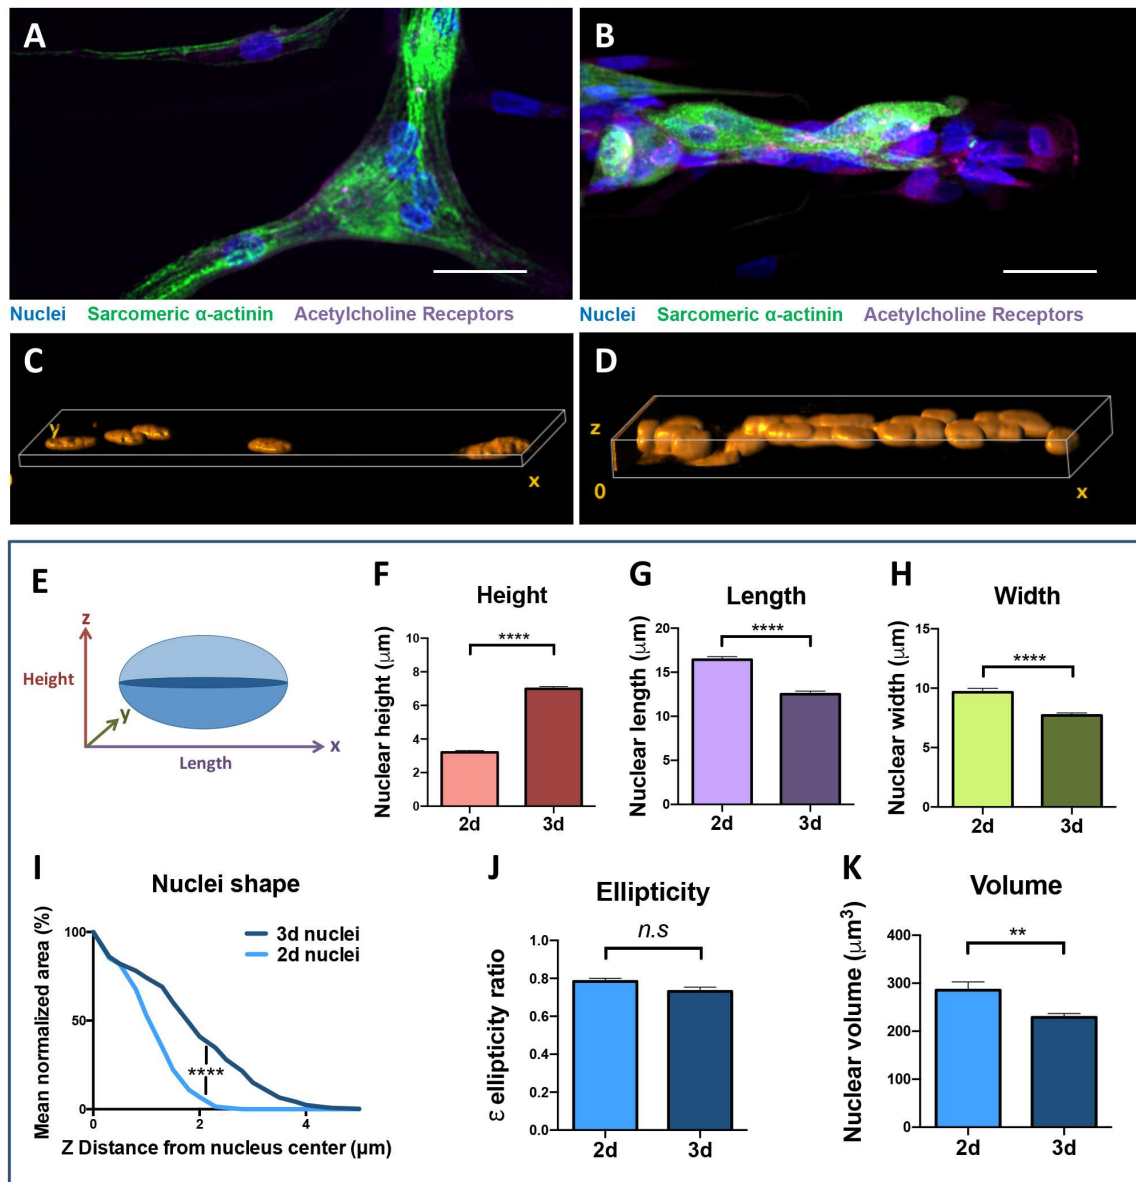 A
B
Nuclei Sarcomeric α-actinin Acetylcholine Receptors
Nuclei Sarcomeric α-actinin Acetylcholine Receptors
C
y
x
D
z
0
x
E
z
Height
y
x
Length
F
Height
Nuclear height (μm)
10
8
6
4
2
0
****
2d 3d
G
Length
Nuclear length (μm)
20
15
10
5
0
****
2d 3d
H
Width
Nuclear width (μm)
15
10
5
0
****
2d 3d
I
Nuclei shape
Mean normalized area (%)
100
50
0
3d nuclei
2d nuclei
****
0 2 4
Z Distance from nucleus center (μm)
J
Ellipticity
ε ellipticity ratio
1.0
0.8
0.6
0.4
0.2
0.0
n.s
2d 3d
K
Volume
Nuclear volume (μm³)
400
300
200
100
0
**
2d 3d